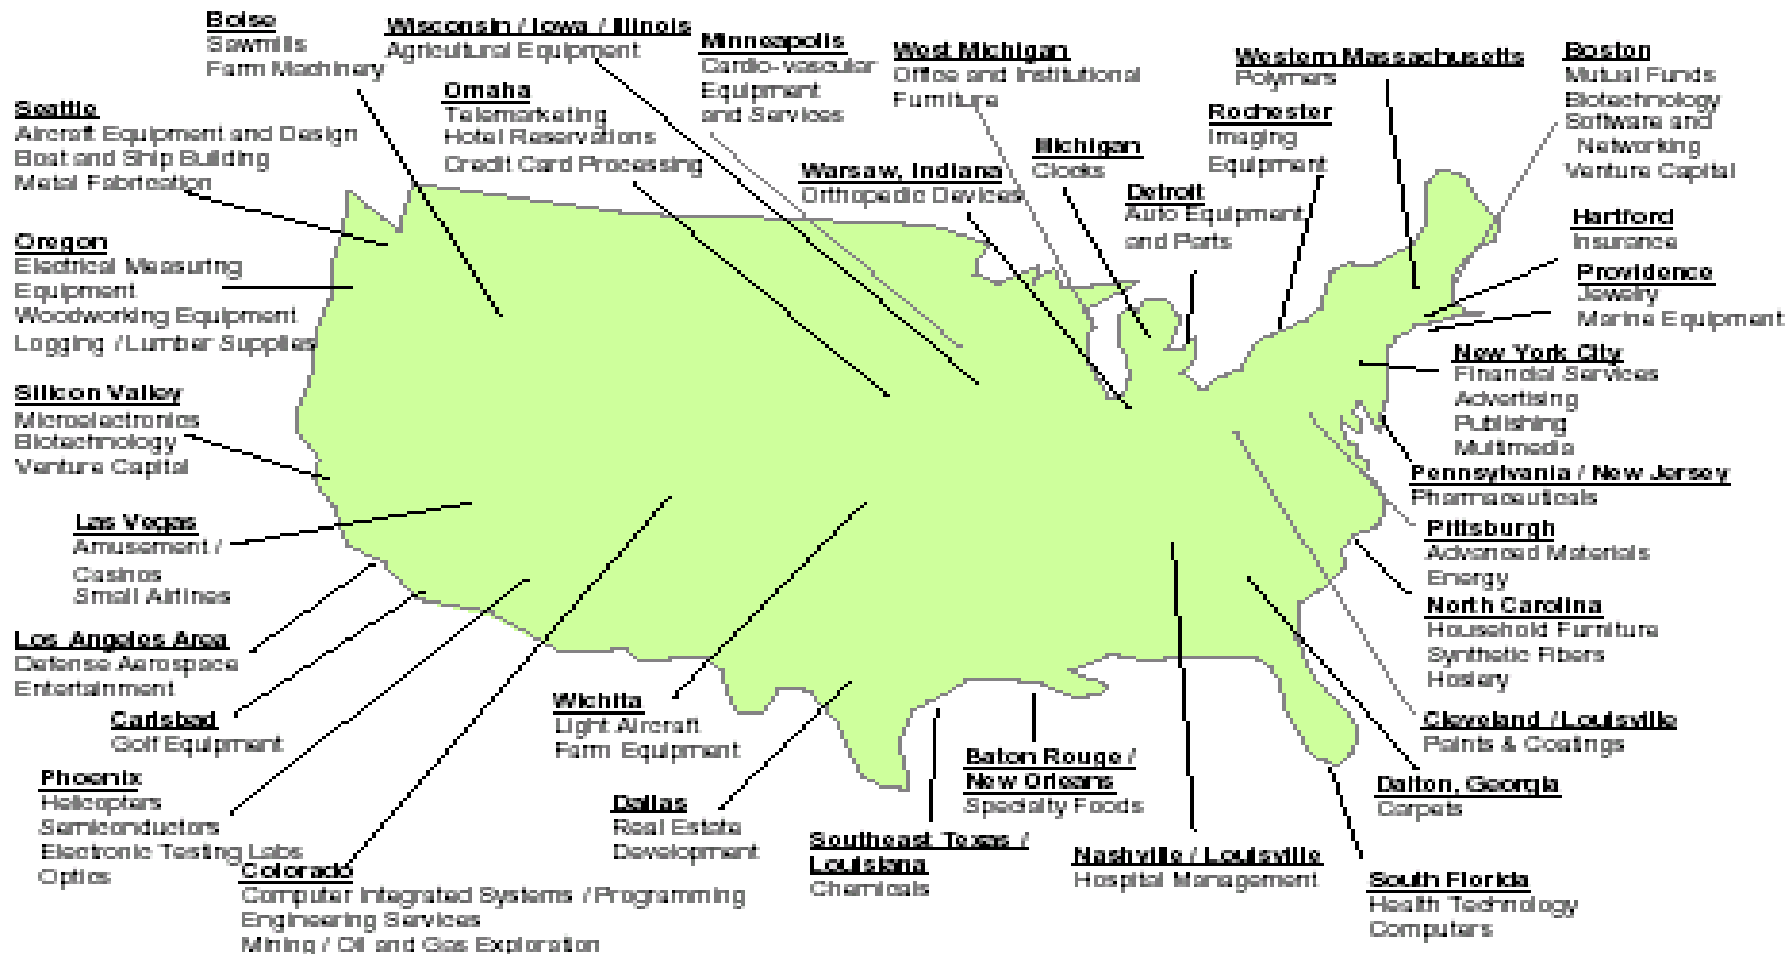 Boise
Sawmills
Farm Machinery
Wisconsin / Iowa / Illinois
Agricultural Equipment
Minneapolis
Cardio-vascular
Equipment
and Services
West Michigan
Office and Institutional
Furniture
Western Massachusetts
Polymers
Boston
Mutual Funds
Biotechnology
Software and
Networking
Venture Capital
Omaha
Telemarketing
Hotel Reservations
Credit Card Processing
Rochester
Imaging
Equipment
Michigan
Clocks
Warsaw, Indiana
Orthopedic Devices
Detroit
Auto Equipment
and Parts
Seattle
Aircraft Equipment and Design
Boat and Ship Building
Metal Fabrication
Hartford
Insurance
Oregon
Electrical Measuring
Equipment
Woodworking Equipment
Logging / Lumber Supplies
Providence
Jewelry
Marine Equipment
New York City
Financial Services
Advertising
Publishing
Multimedia
Silicon Valley
Microelectronics
Biotechnology
Venture Capital
Pennsylvania / New Jersey
Pharmaceuticals
Las Vegas
Amusement /
Casinos
Small Airlines
Pittsburgh
Advanced Materials
Energy
North Carolina
Household Furniture
Synthetic Fibers
Hosiery
Los Angeles Area
Defense Aerospace
Entertainment
Carlsbad
Golf Equipment
Wichita
Light Aircraft
Farm Equipment
Cleveland / Louisville
Paints & Coatings
Phoenix
Helicopters
Semiconductors
Electronic Testing Labs
Optics
Dallas
Real Estate
Development
Baton Rouge /
New Orleans
Specialty Foods
Dalton, Georgia
Carpets
Southeast Texas /
Louisiana
Chemicals
Nashville / Louisville
Hospital Management
Colorado
Computer Integrated Systems / Programming
Engineering Services
Mining / Oil and Gas Exploration
South Florida
Health Technology
Computers